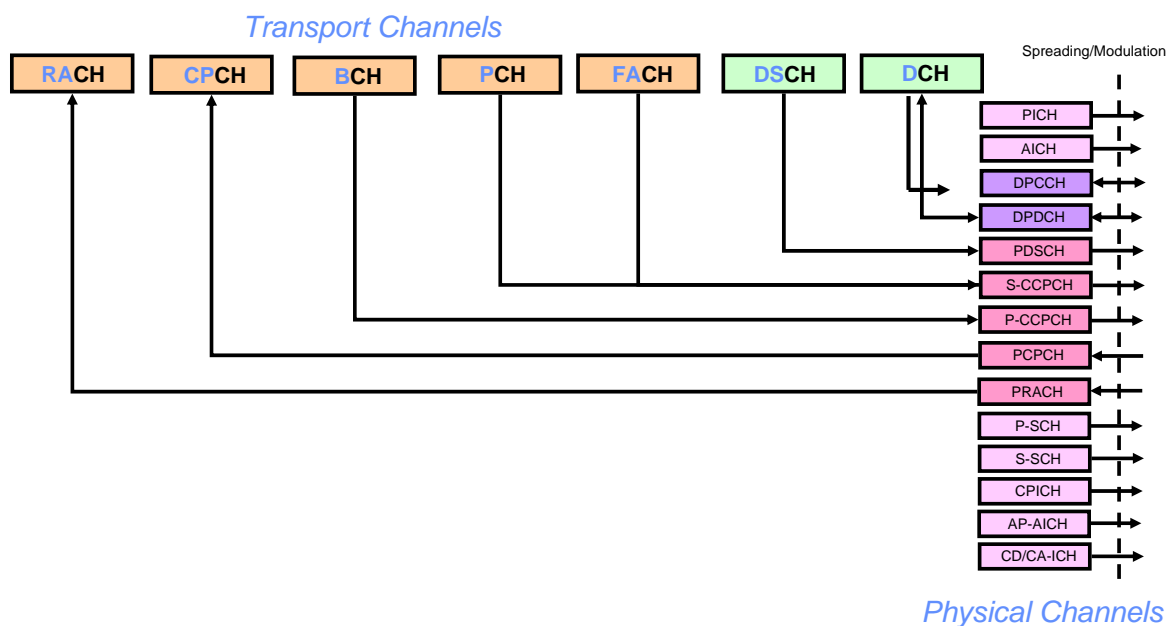 Transport Channels
Spreading/Modulation
RACH CPCH BCH PCH FACH DSCH DCH
PICH
AICH
DPCCH
DPDCH
PDSCH
S-CCPCH
P-CCPCH
PCPCH
PRACH
P-SCH
S-SCH
CPICH
AP-AICH
CD/CA-ICH
Physical Channels